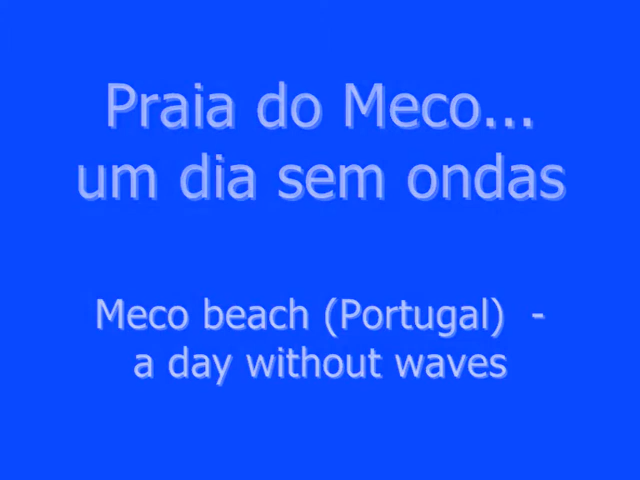 Praia do Meco...
um dia sem ondas
Meco beach (Portugal) -
a day without waves